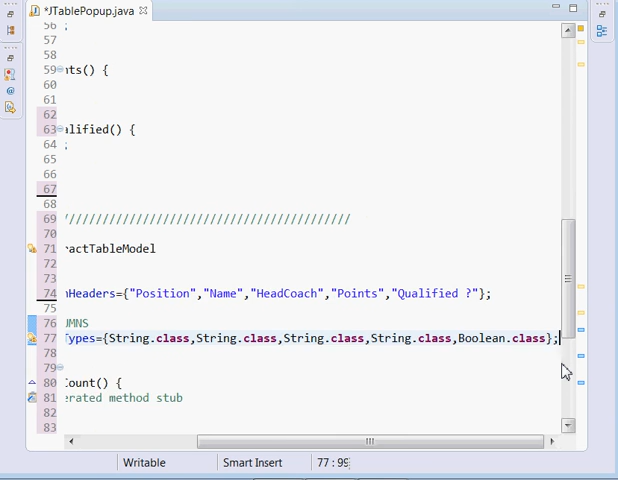 *JTablePopup.java
56 ;
57
58
59 nts() {
60
61
62
63 alified() {
64 ;
65
66
67
68
69 ///////////////////////////////////////////
70
71 ractTableModel
72
73
74 nHeaders={"Position","Name","HeadCoach","Points","Qualified ?"};
75
76 UMNS
77 Types={String.class,String.class,String.class,String.class,Boolean.class};
78
79
80 Count() {
81 erated method stub
82
83
Writable Smart Insert 77 : 99